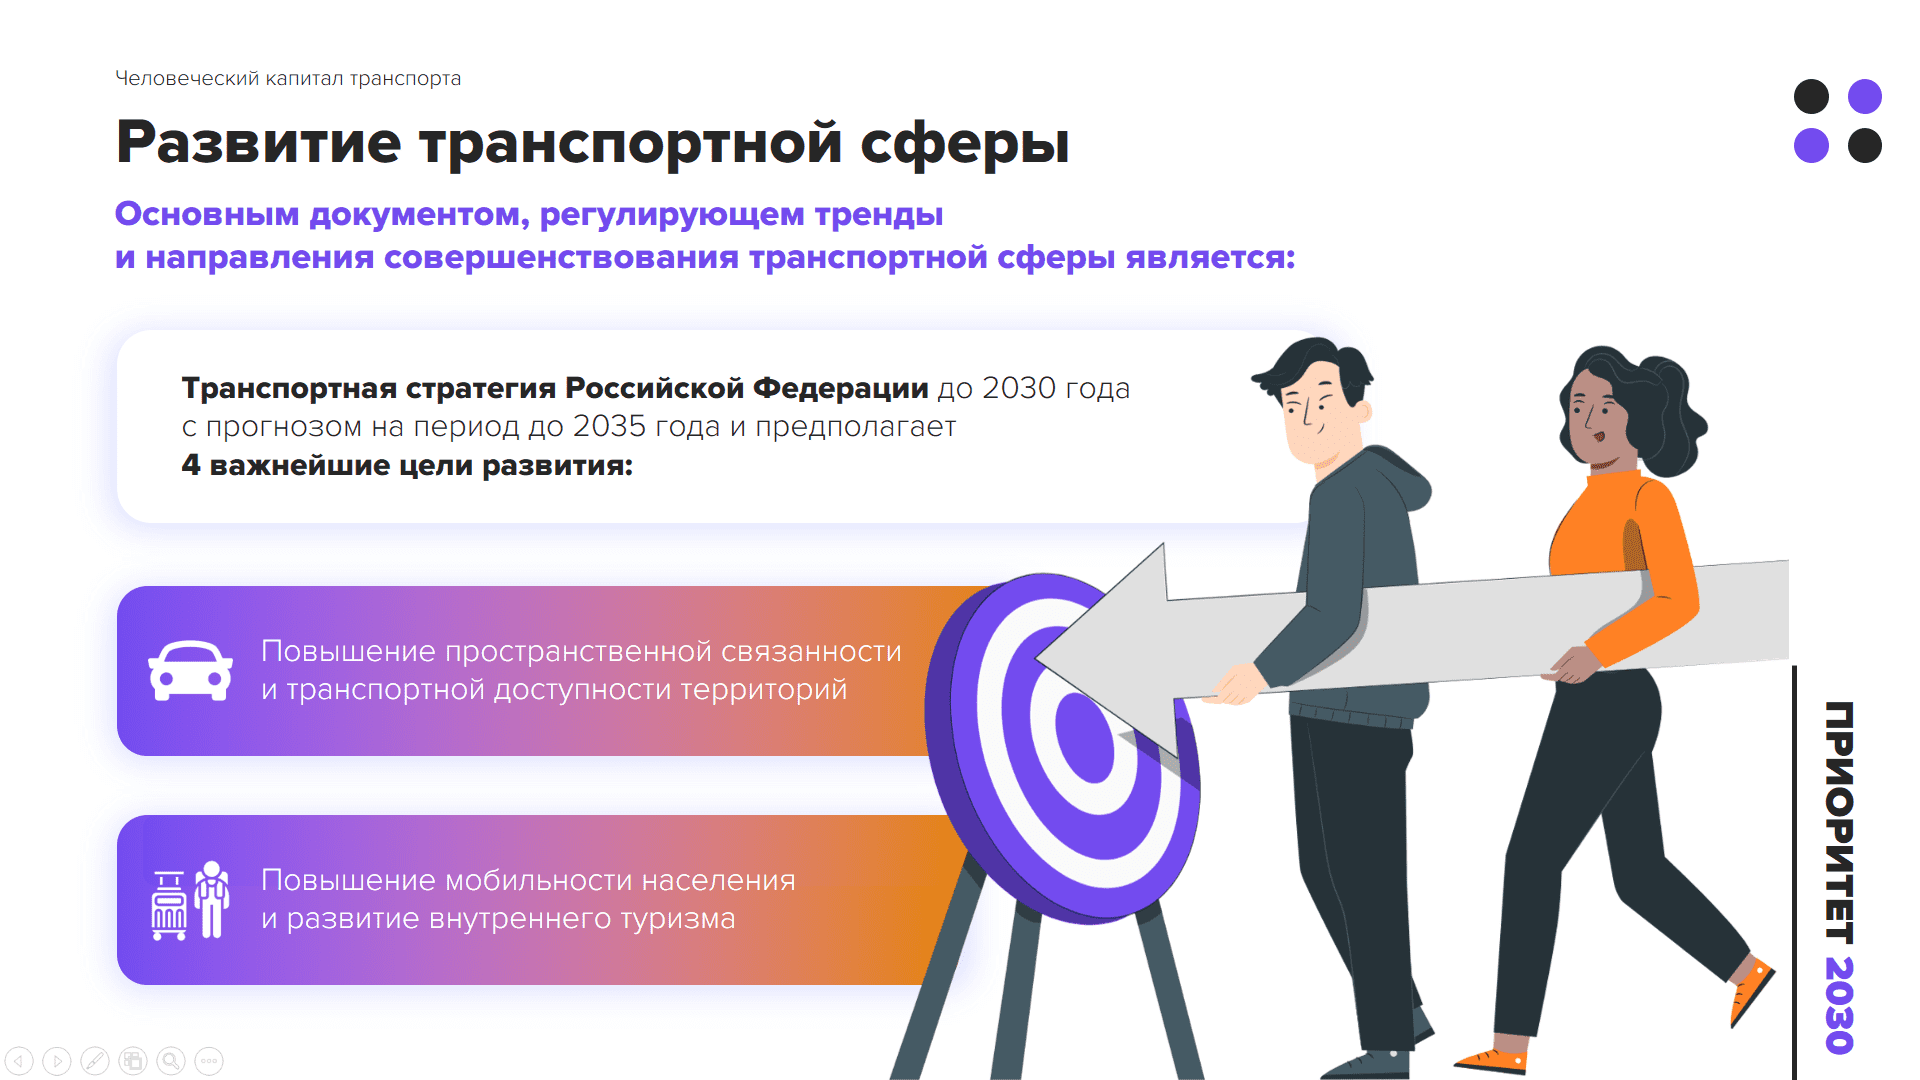 Человеческий капитал транспорта
Развитие транспортной сферы
Основным документом, регулирующем тренды
и направления совершенствования транспортной сферы является:
Транспортная стратегия Российской Федерации до 2030 года
с прогнозом на период до 2035 года и предполагает
4 важнейшие цели развития:
Повышение пространственной связанности
и транспортной доступности территорий
Повышение мобильности населения
и развитие внутреннего туризма
ПРИОРИТЕТ 2030